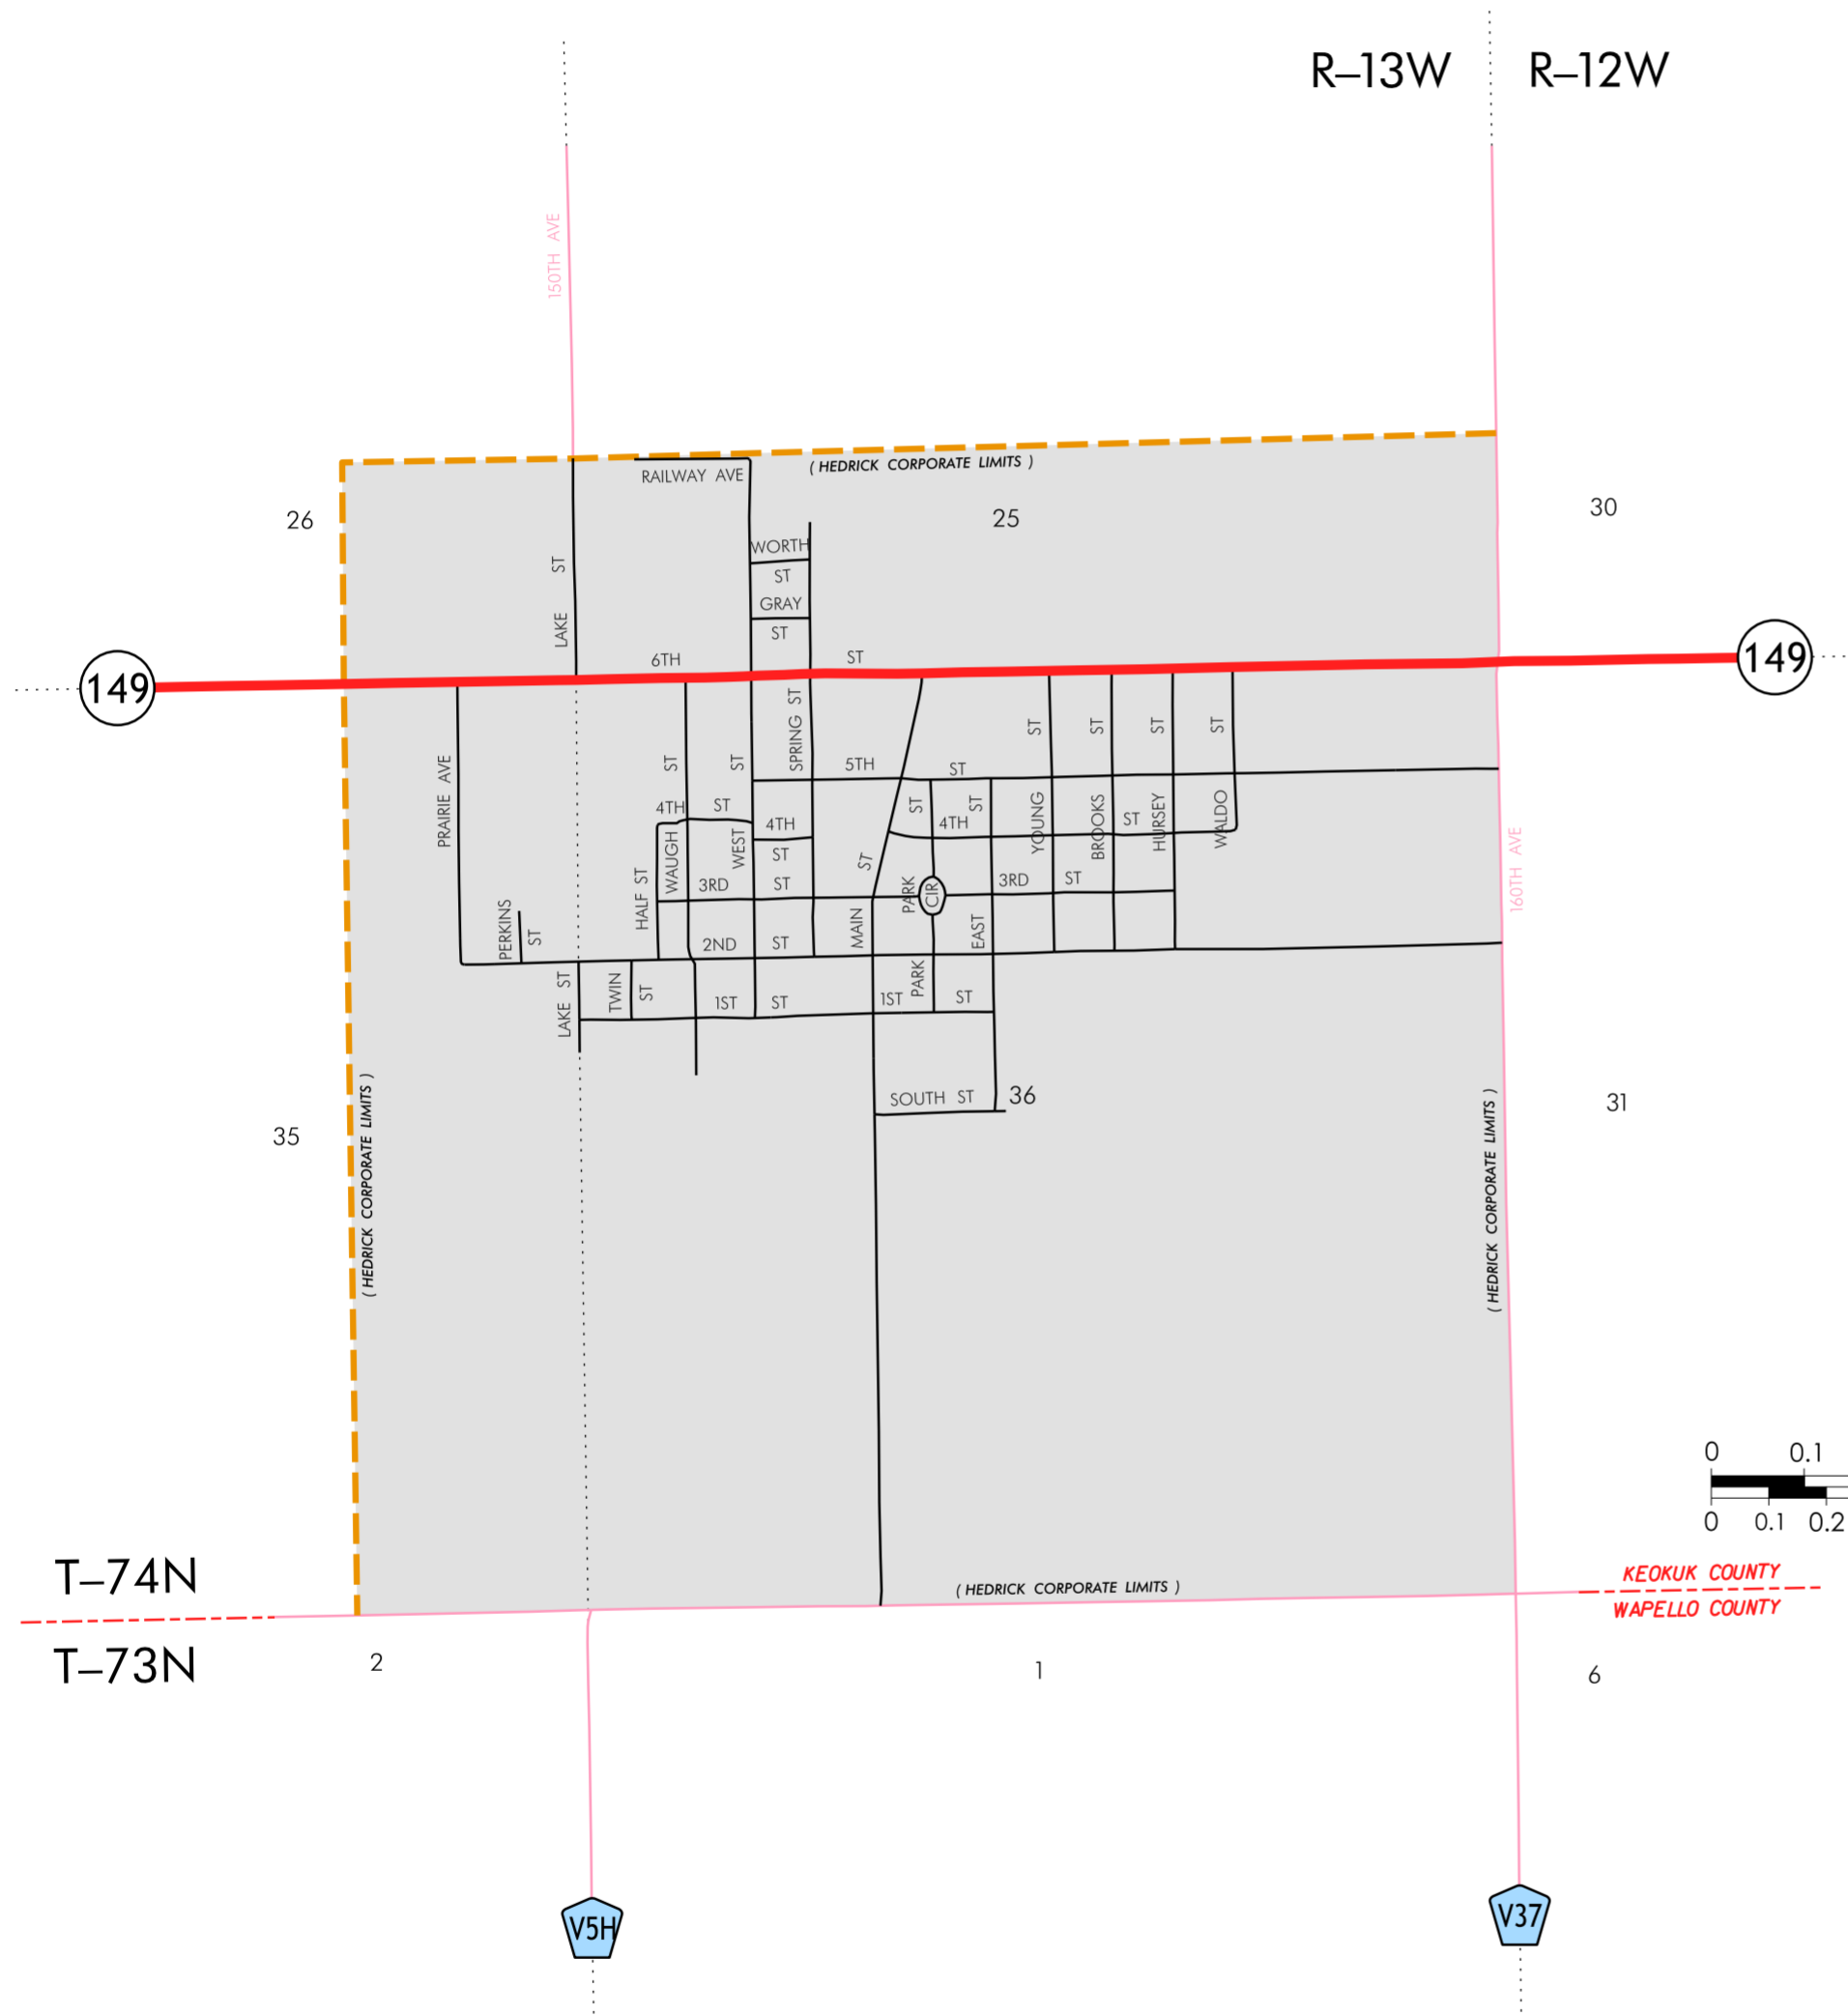 R–13W
R–12W
150TH AVE
( HEDRICK CORPORATE LIMITS )
RAILWAY AVE
26
25
30
WORTH
ST
GRAY
ST
LAKE ST
6TH ST
149
149
PRAIRIE AVE
SPRING ST
5TH ST
WAUGH ST
WEST ST
4TH ST
4TH
ST
4TH ST
YOUNG ST
BROOKS ST
HURSEY ST
WALDO ST
160TH AVE
HALF ST
3RD ST
MAIN ST
PARK ST
PARK
CIR
EAST ST
3RD ST
PERKINS ST
2ND ST
PARK
LAKE ST
TWIN ST
1ST ST
1ST ST
SOUTH ST
36
35
31
( HEDRICK CORPORATE LIMITS )
( HEDRICK CORPORATE LIMITS )
0 0.1
0 0.1 0.2
T–74N
( HEDRICK CORPORATE LIMITS )
KEOKUK COUNTY
WAPELLO COUNTY
T–73N
2
1
6
V5H
V37